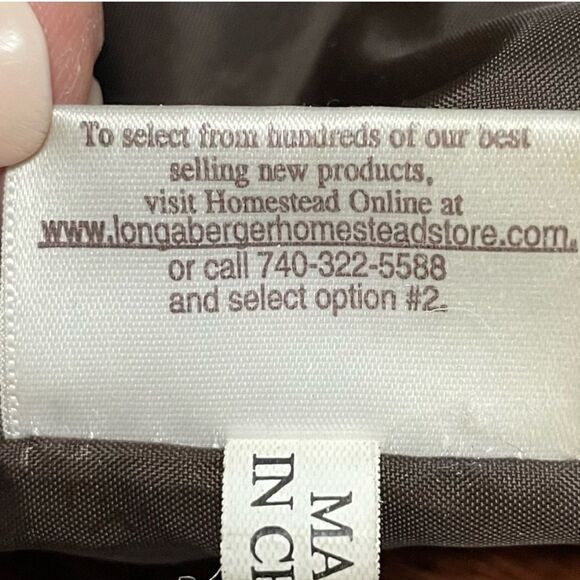 To select from hundreds of our best
selling new products,
visit Homestead Online at
www.longabergerhomesteadstore.com.
or call 740-322-5588
and select option #2.
MA
IN CH